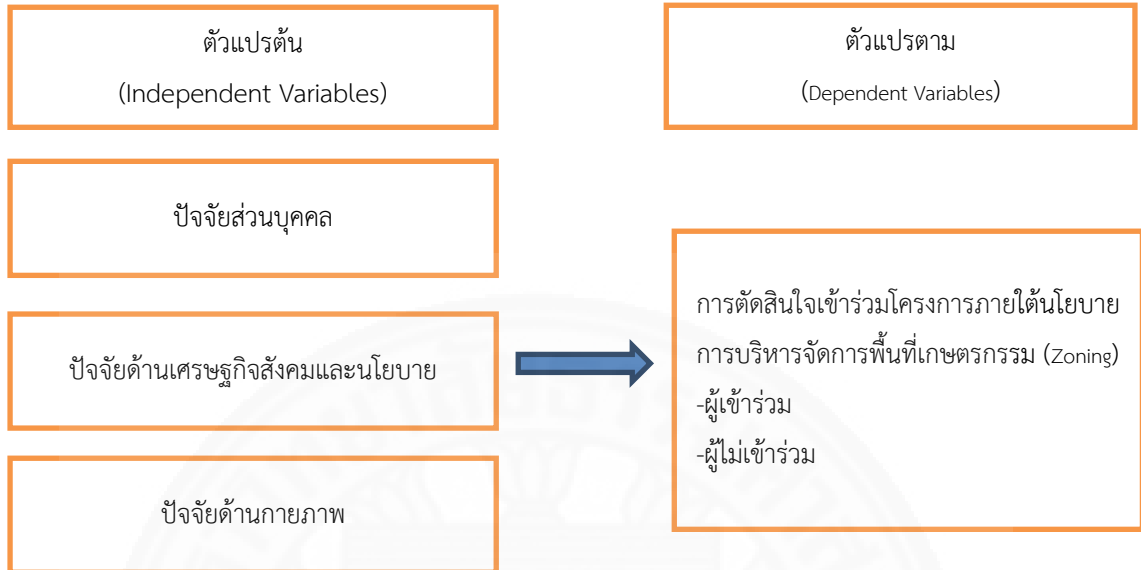 ตัวแปรต้น
(Independent Variables)
ปัจจัยส่วนบุคคล
ปัจจัยด้านเศรษฐกิจสังคมและนโยบาย
ปัจจัยด้านกายภาพ
ตัวแปรตาม
(Dependent Variables)
การตัดสินใจเข้าร่วมโครงการภายใต้นโยบาย
การบริหารจัดการพื้นที่เกษตรกรรม (Zoning)
-ผู้เข้าร่วม
-ผู้ไม่เข้าร่วม